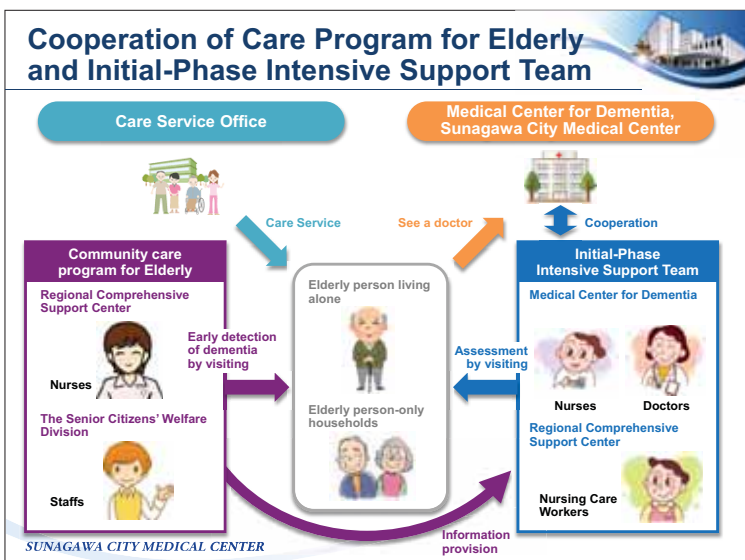 Cooperation of Care Program for Elderly
and Initial-Phase Intensive Support Team
Care Service Office
Medical Center for Dementia,
Sunagawa City Medical Center
Care Service
See a doctor
Cooperation
Community care
program for Elderly
Regional Comprehensive
Support Center
Nurses
The Senior Citizens' Welfare
Division
Staffs
Early detection
of dementia
by visiting
Elderly person living
alone
Elderly person-only
households
Assessment
by visiting
Initial-Phase
Intensive Support Team
Medical Center for Dementia
Nurses
Doctors
Regional Comprehensive
Support Center
Nursing Care
Workers
Information
provision
SUNAGAWA CITY MEDICAL CENTER